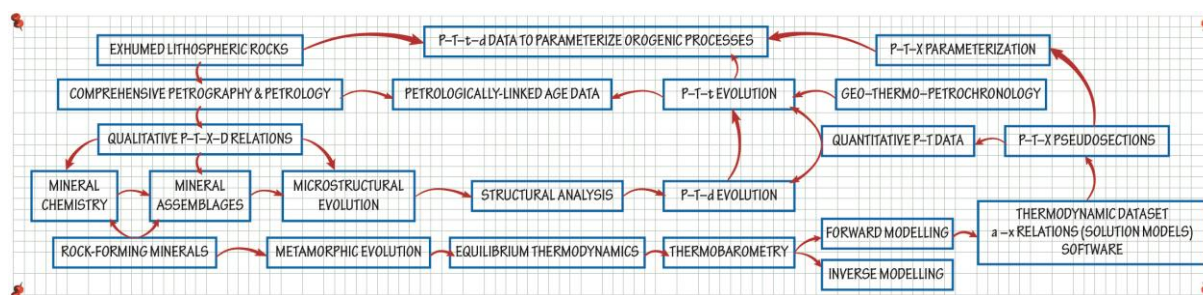 EXHUMED LITHOSPHERIC ROCKS
P–T–t–d DATA TO PARAMETERIZE OROGENIC PROCESSES
P–T–X PARAMETERIZATION
COMPREHENSIVE PETROGRAPHY & PETROLOGY
PETROLOGICALLY-LINKED AGE DATA
P–T–t EVOLUTION
GEO–THERMO–PETROCHRONOLOGY
QUALITATIVE P–T–X–D RELATIONS
QUANTITATIVE P–T DATA
P–T–X PSEUDOSECTIONS
MINERAL
CHEMISTRY
MINERAL
ASSEMBLAGES
MICROSTRUCTURAL
EVOLUTION
STRUCTURAL ANALYSIS
P–T–d EVOLUTION
THERMODYNAMIC DATASET
a –x RELATIONS (SOLUTION MODELS)
SOFTWARE
ROCK-FORMING MINERALS
METAMORPHIC EVOLUTION
EQUILIBRIUM THERMODYNAMICS
THERMOBAROMETRY
FORWARD MODELLING
INVERSE MODELLING